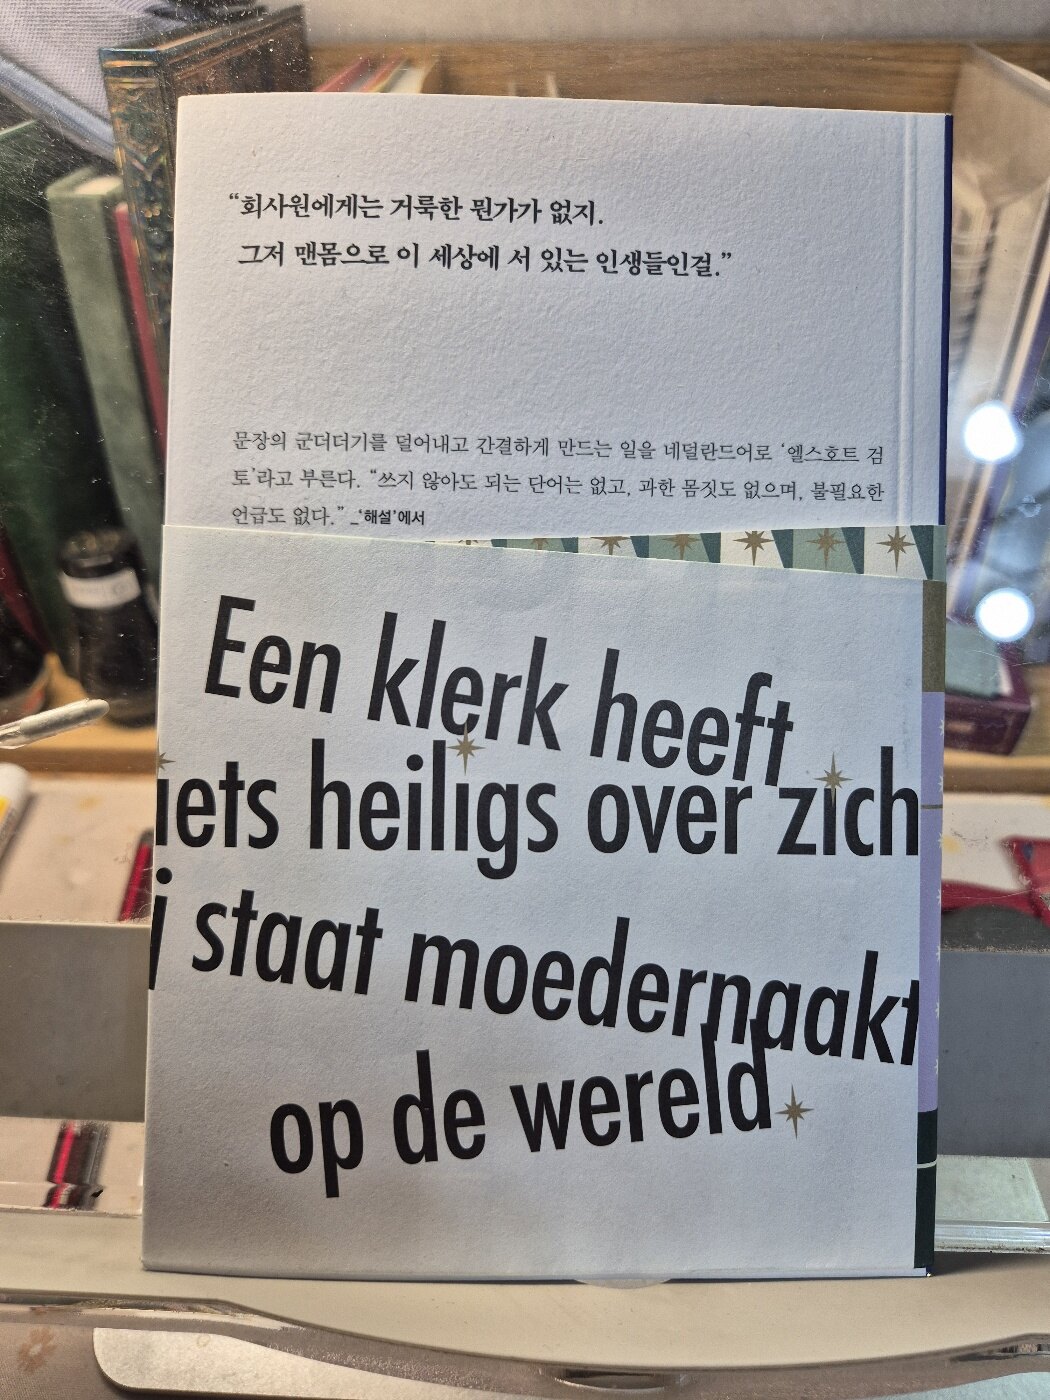 “회사원에게는 거룩한 뭔가가 없지.
그저 맨몸으로 이 세상에 서 있는 인생들인걸.”
문장의 군더더기를 덜어내고 간결하게 만드는 일을 네덜란드어로 ‘엘스호트 검
토’라고 부른다. “쓰지 않아도 되는 단어는 없고, 과한 몸짓도 없으며, 불필요한
언급도 없다.” _‘해설’에서
Een klerk heeft
iets heiligs over zich
j staat moedernaakt
op de wereld